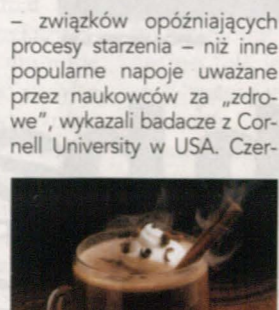 – związków opóźniających
procesy starzenia – niż inne
popularne napoje uważane
przez naukowców za „zdro-
we”, wykazali badacze z Cor-
nell University w USA. Czer-